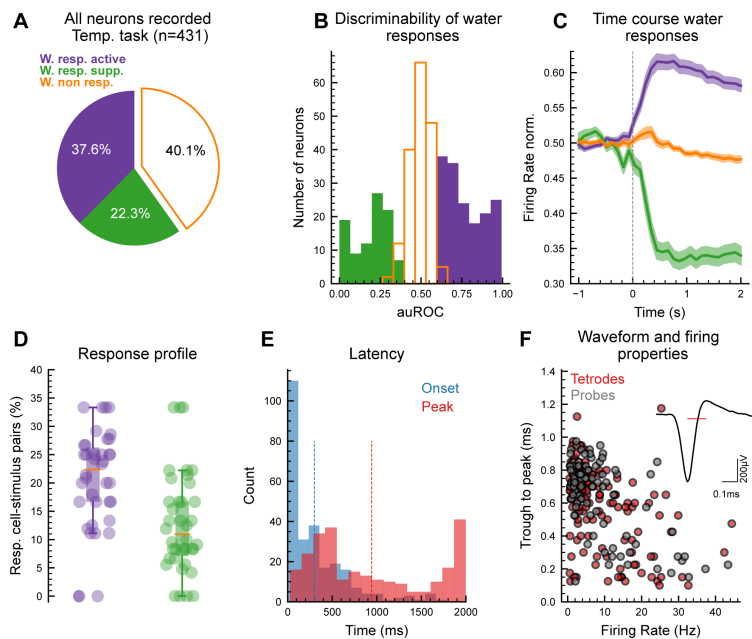 A
All neurons recorded
Temp. task (n=431)
W. resp. active
W. resp. supp.
W. non resp.
37.6%
40.1%
22.3%
B
Discriminability of water
responses
Number of neurons
60
50
40
30
20
10
0
0.00
0.25
0.50
0.75
1.00
auROC
C
Time course water
responses
Firing Rate norm.
0.60
0.55
0.50
0.45
0.40
0.35
0.30
−1
0
1
2
Time (s)
D
Response profile
Resp. cell-stimulus pairs (%)
40
35
30
25
20
15
10
5
0
E
Latency
Onset
Peak
Count
110
100
80
60
40
20
0
0
500
1000
1500
2000
Time (ms)
F
Waveform and firing
properties
Tetrodes
Probes
Trough to peak (ms)
1.4
1.2
1.0
0.8
0.6
0.4
0.2
0.0
200μV
0.1ms
0
10
20
30
40
Firing Rate (Hz)